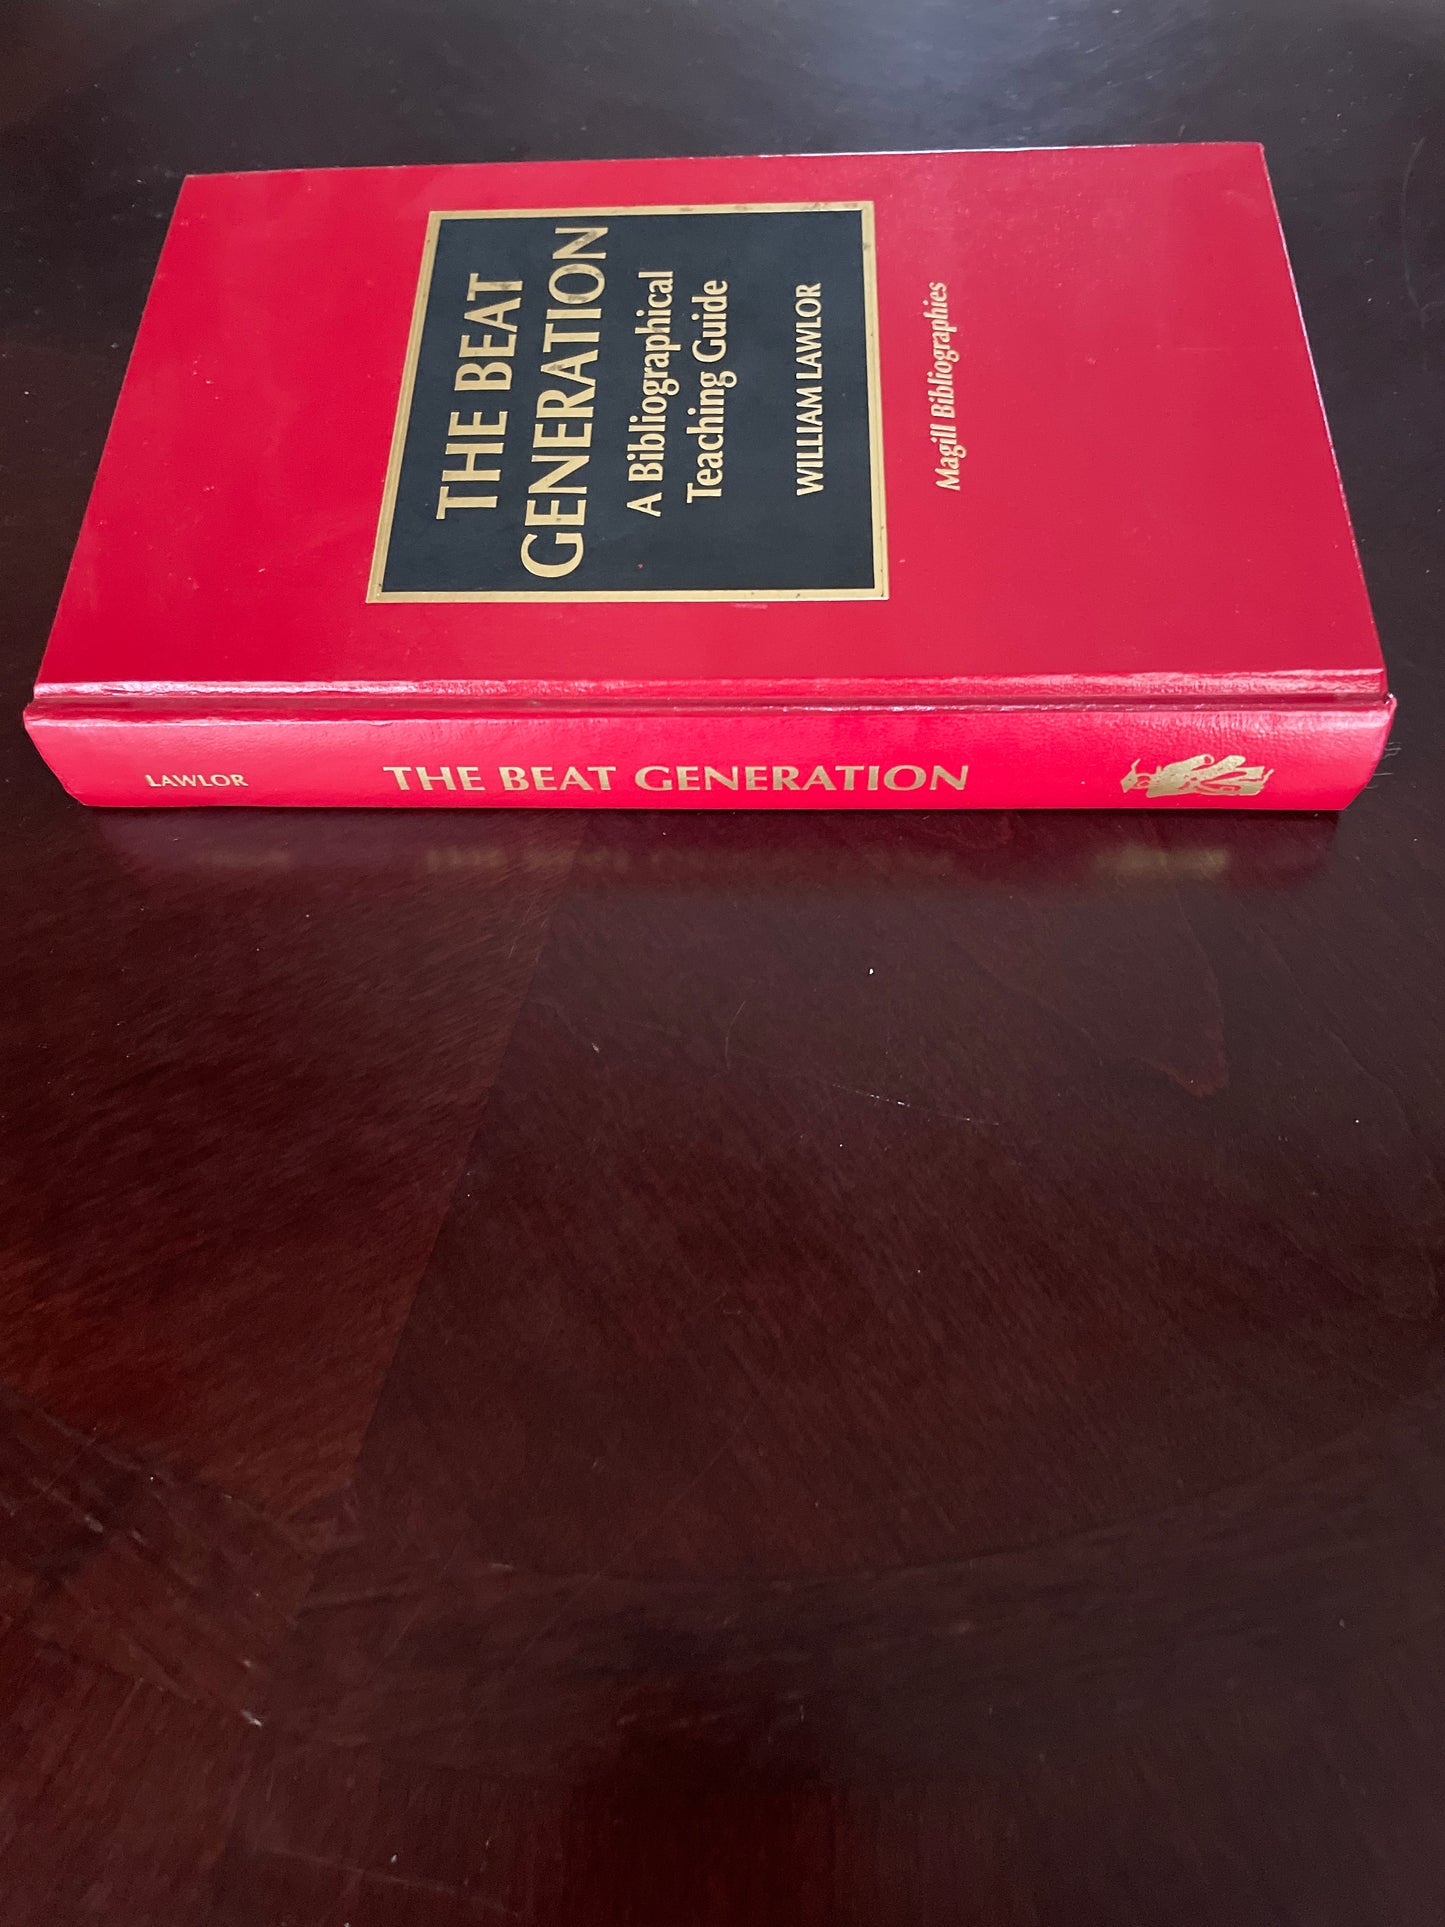 THE BEAT
GENERATION
A Bibliographical
Teaching Guide
WILLIAM LAWLOR
Magill Bibliographies
LAWLOR
THE BEAT GENERATION